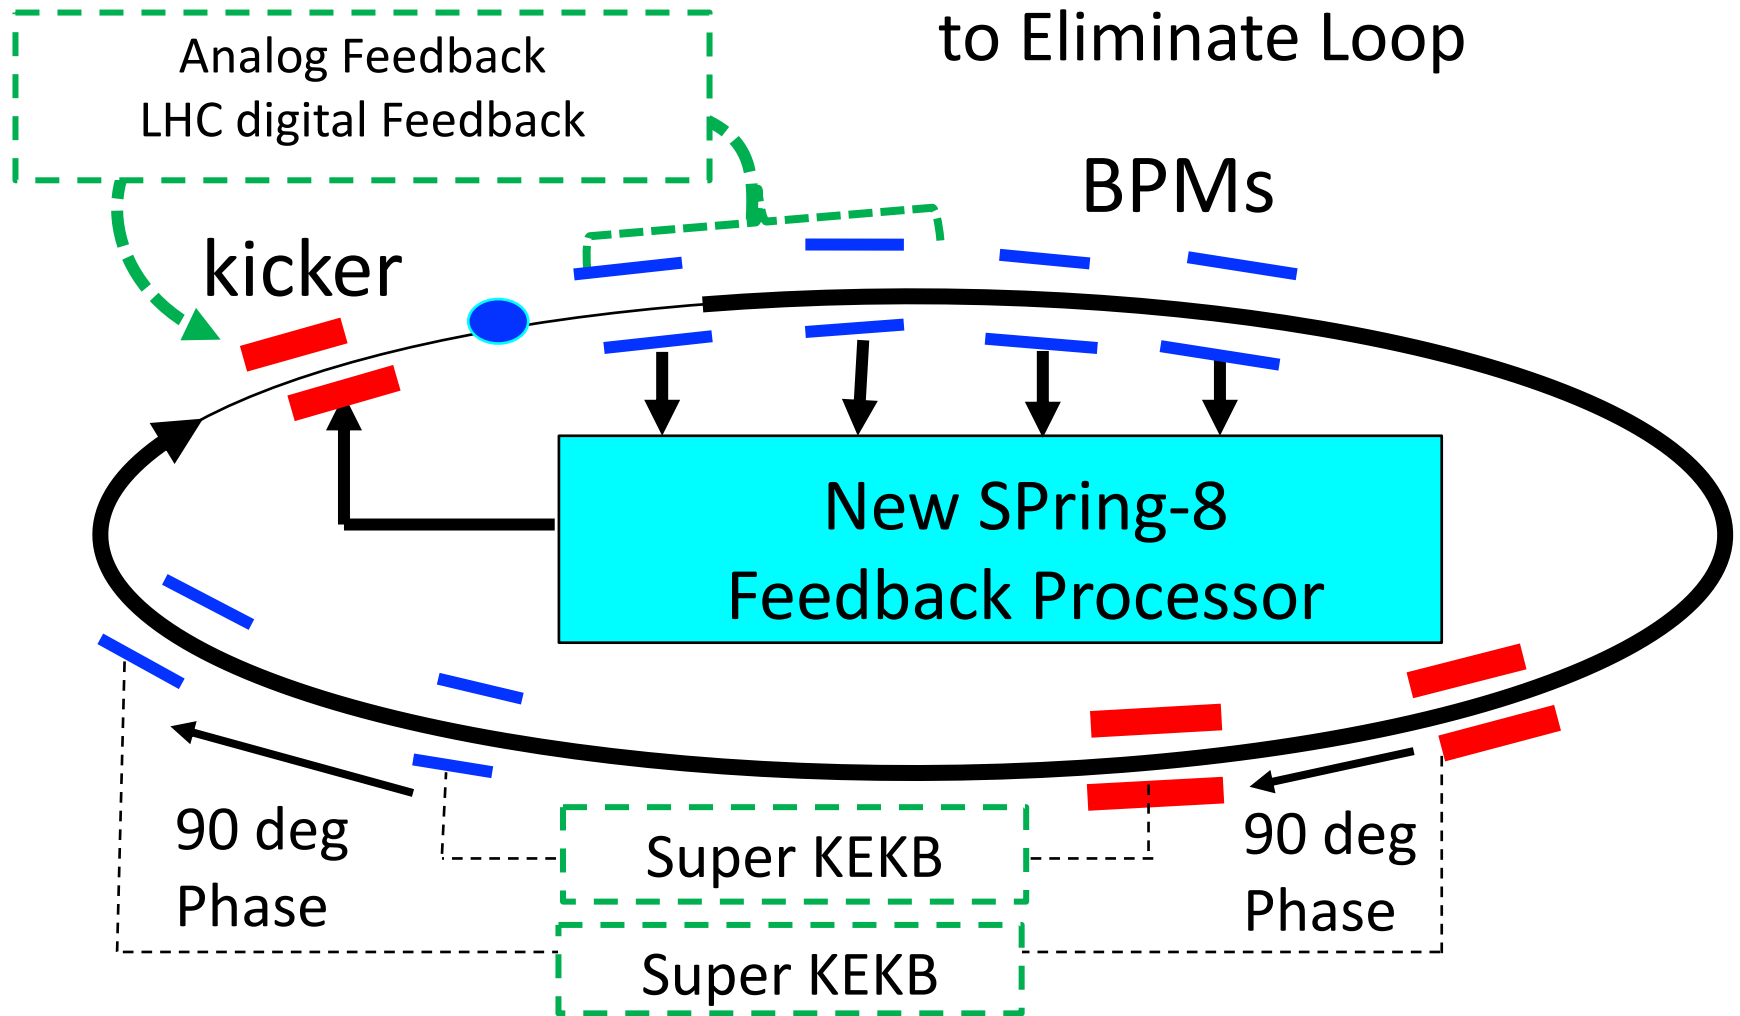 to Eliminate Loop
Analog Feedback
LHC digital Feedback
BPMs
kicker
New SPring-8
Feedback Processor
90 deg
Phase
Super KEKB
90 deg
Phase
Super KEKB